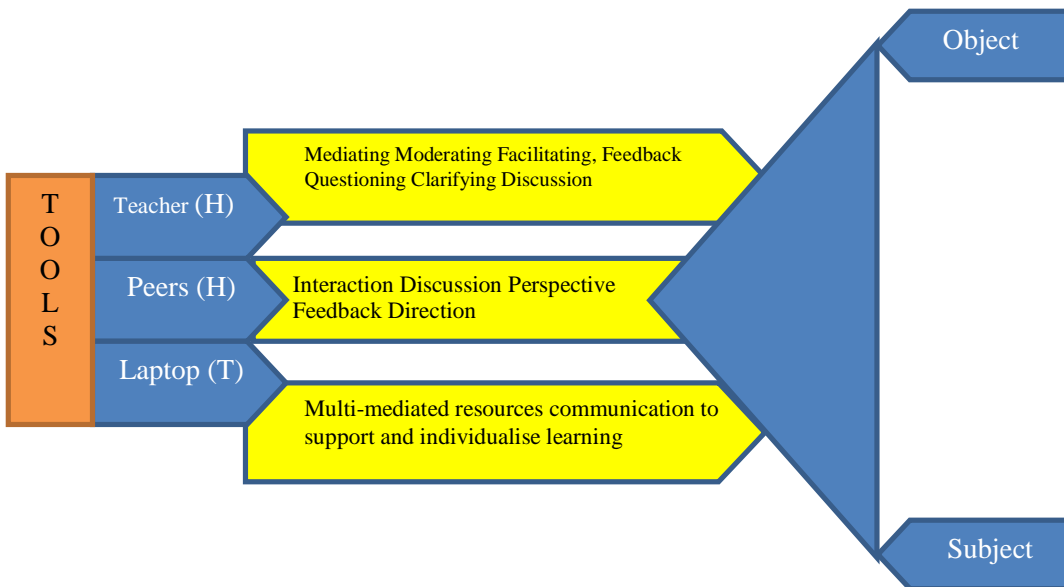 TOOLS
Teacher (H)
Mediating Moderating Facilitating, Feedback
Questioning Clarifying Discussion
Peers (H)
Interaction Discussion Perspective
Feedback Direction
Laptop (T)
Multi-mediated resources communication to
support and individualise learning
Object
Subject